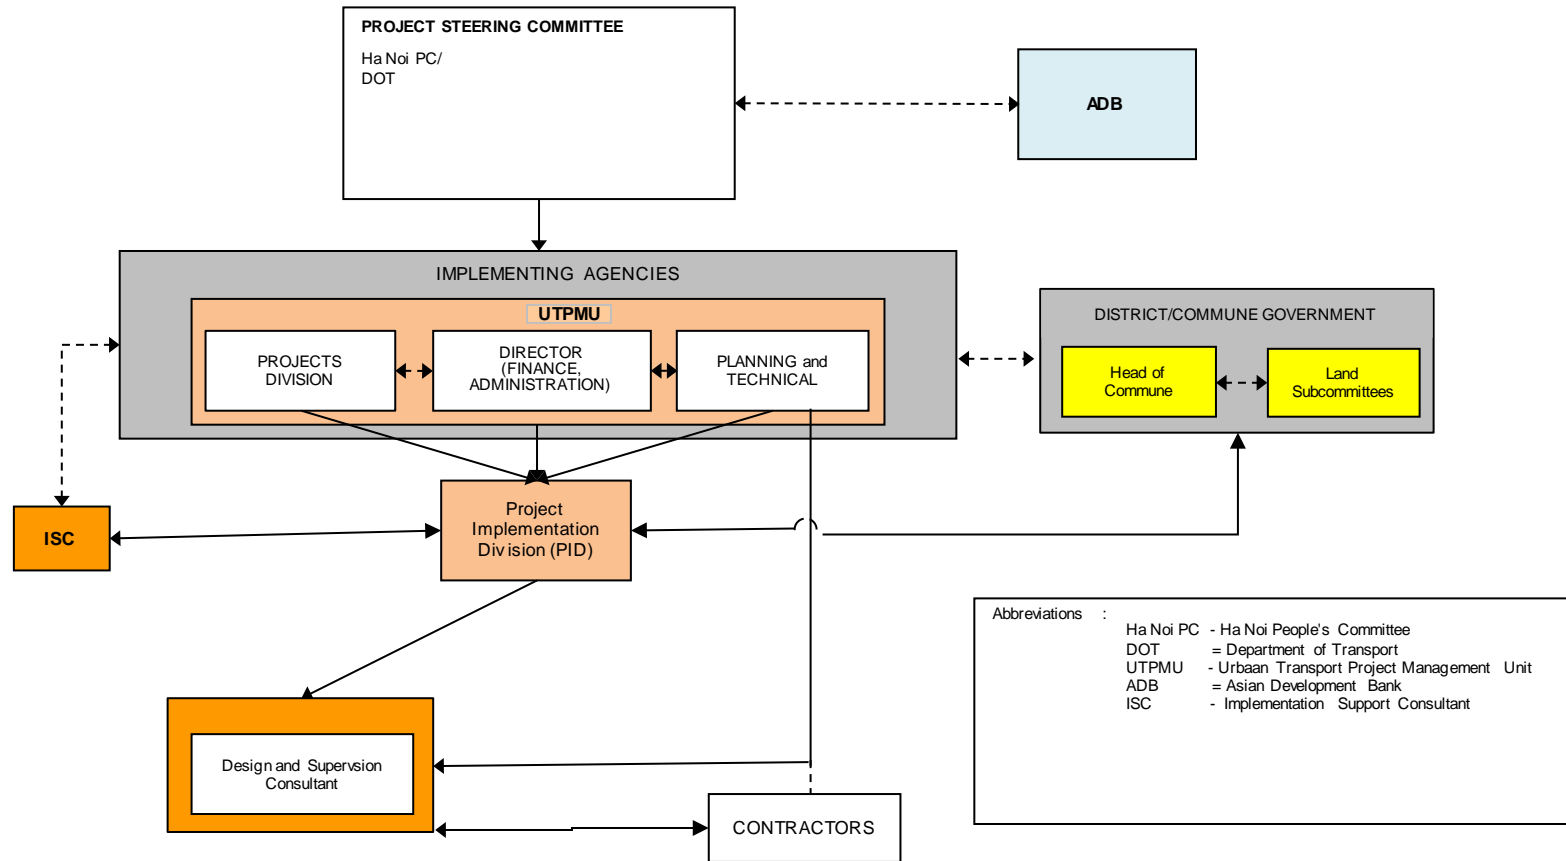 PROJECT STEERING COMMITTEE
Ha Noi PC/
DOT
ADB
IMPLEMENTING AGENCIES
UTPMU
PROJECTS
DIVISION
DIRECTOR
(FINANCE,
ADMINISTRATION)
PLANNING and
TECHNICAL
DISTRICT/COMMUNE GOVERNMENT
Head of
Commune
Land
Subcommittees
ISC
Project
Implementation
Division (PID)
Abbreviations :
Ha Noi PC - Ha Noi People's Committee
DOT = Department of Transport
UTPMU - Urbaan Transport Project Management Unit
ADB = Asian Development Bank
ISC - Implementation Support Consultant
Design and Supervsion
Consultant
CONTRACTORS